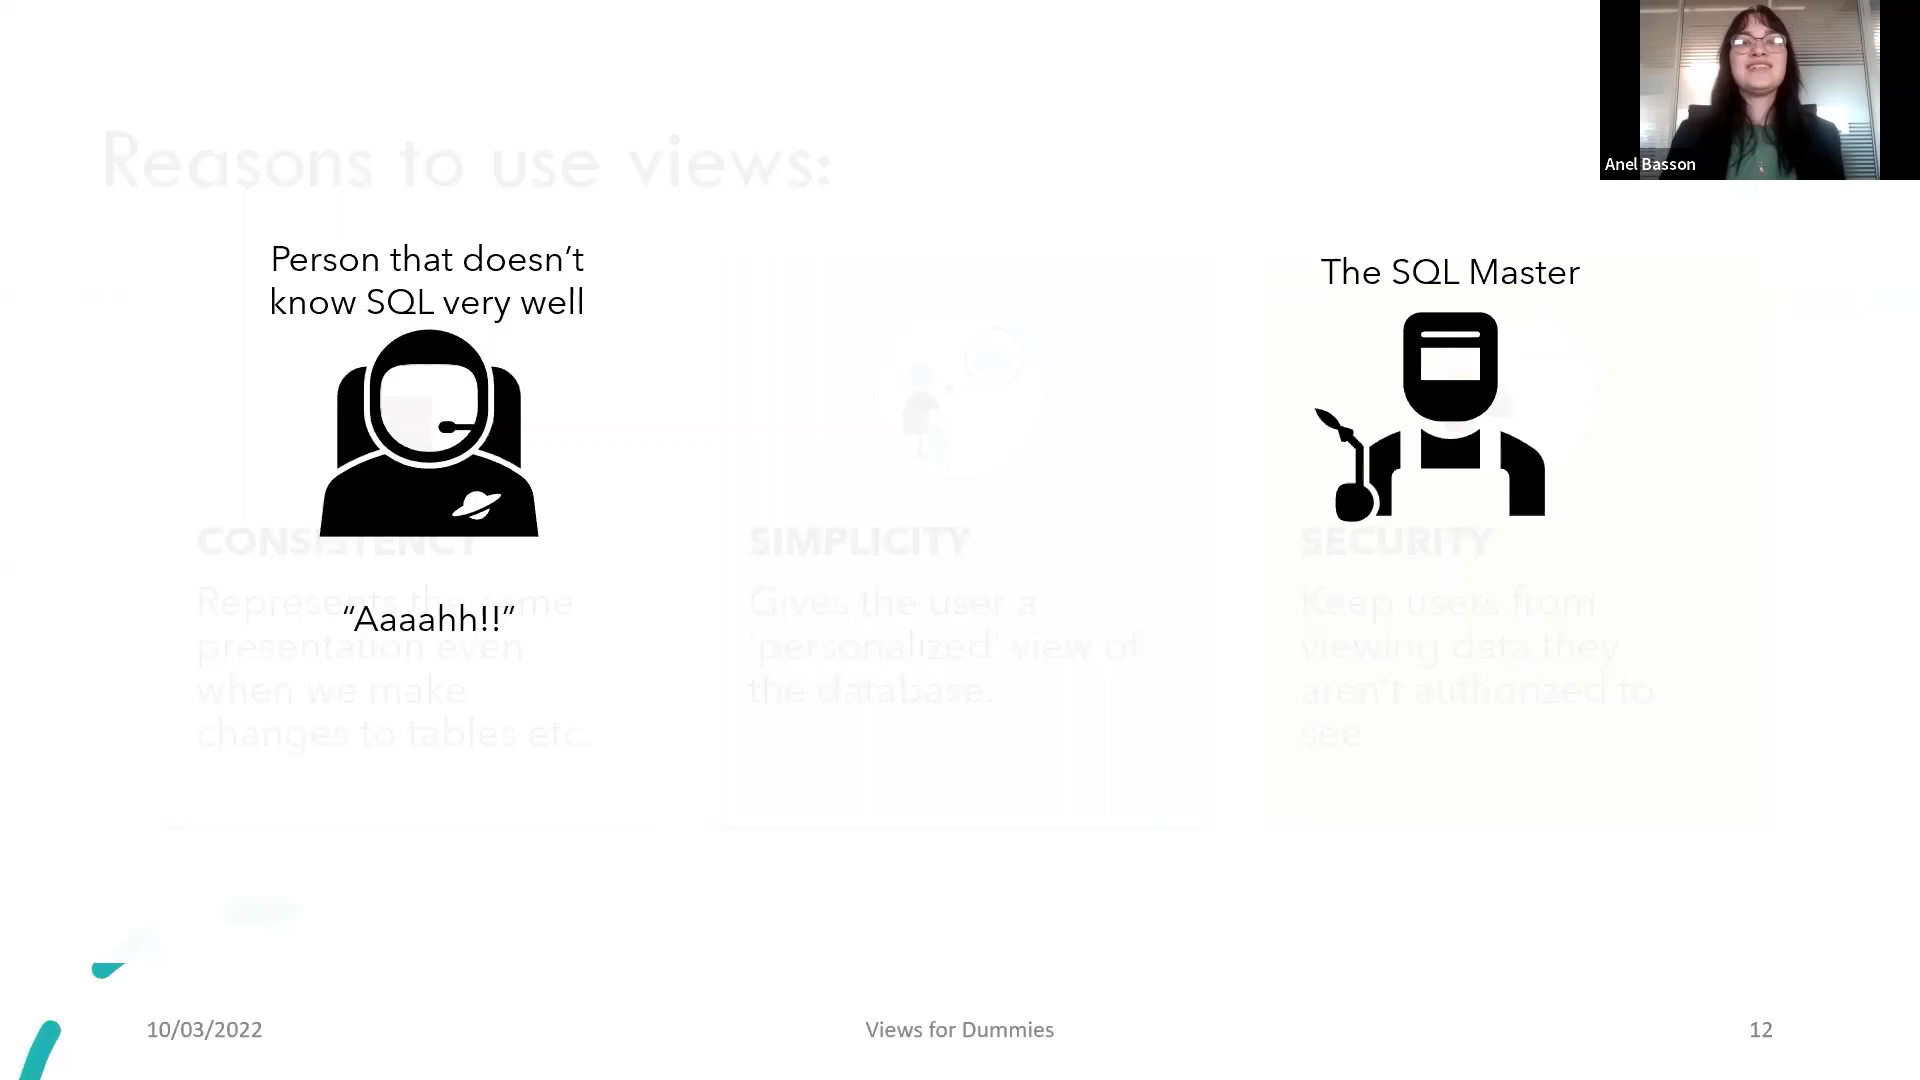 Anel Basson
Reasons to use views:
Person that doesn't
know SQL very well
The SQL Master
CONSISTENCY
Represents the same
presentation even
when we make
changes to tables etc.
"Aaaahh!!"
SIMPLICITY
Gives the user a
'personalized' view of
the database.
SECURITY
Keep users from
viewing data they
aren't authorized to
see
10/03/2022
Views for Dummies
12